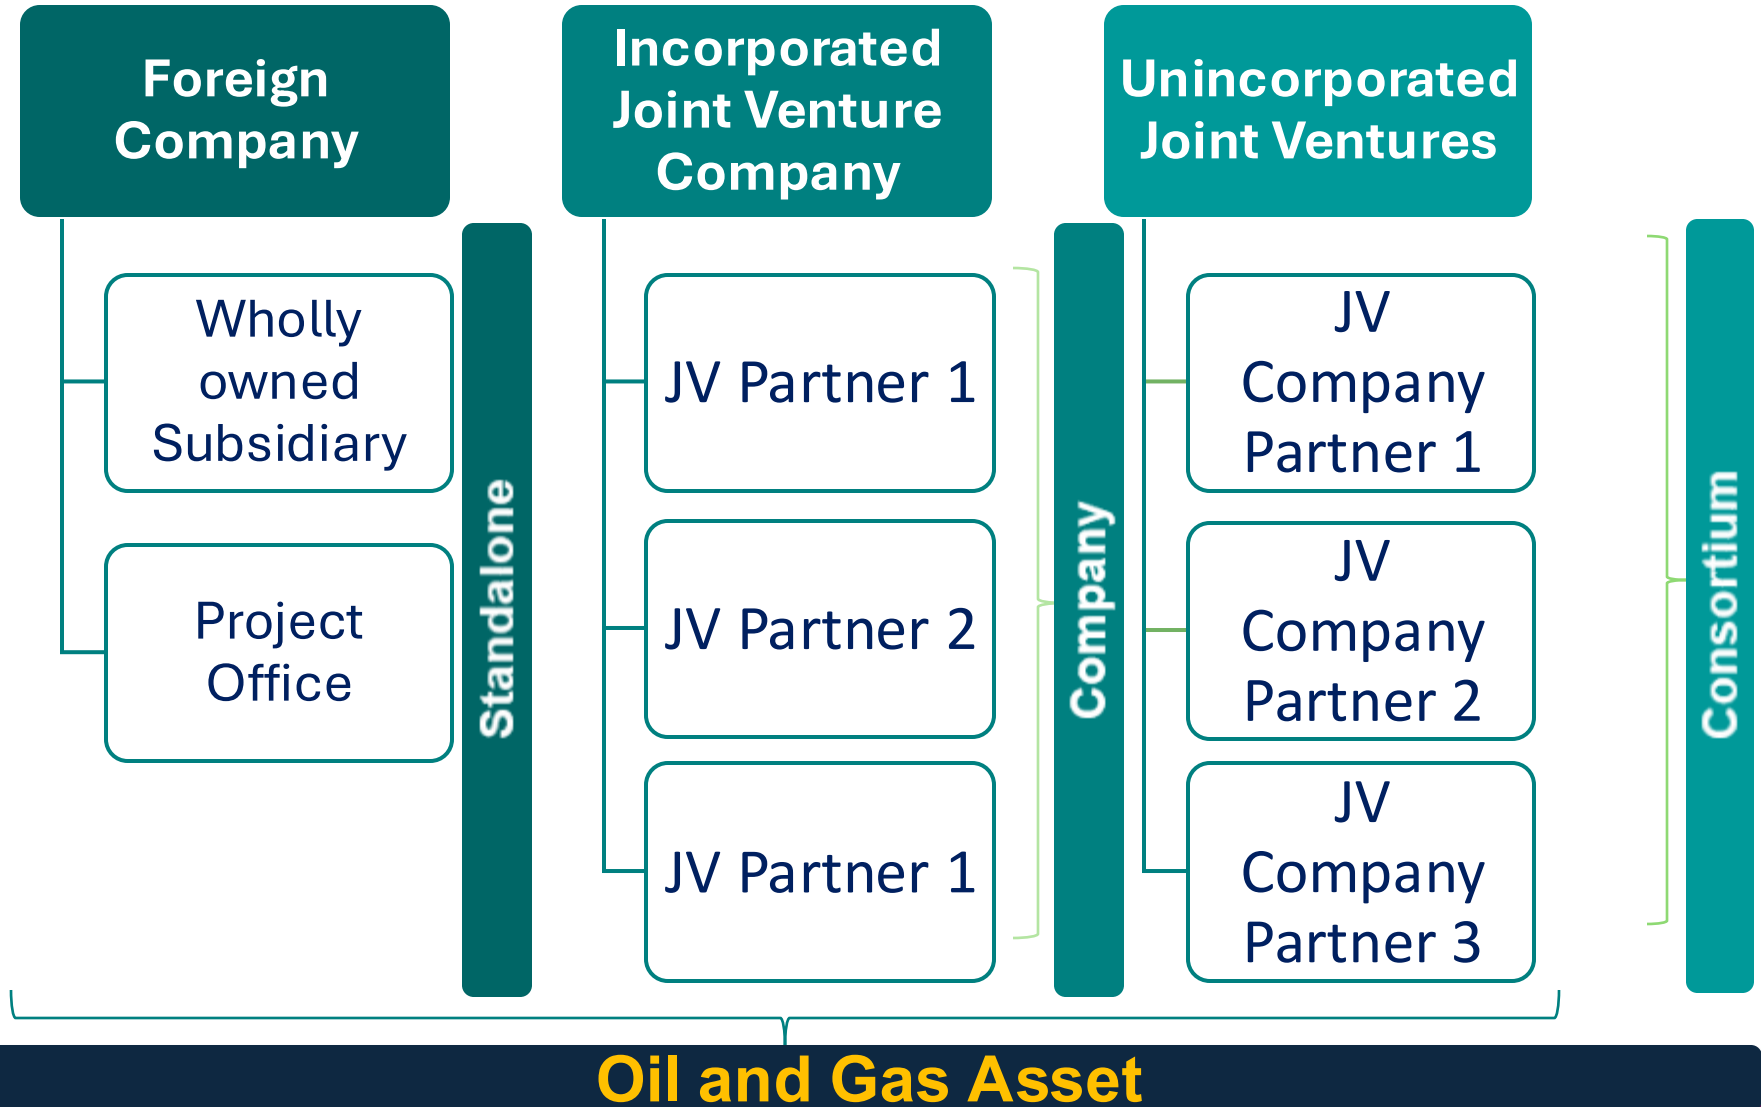 Foreign
Company
Wholly
owned
Subsidiary
Project
Office
Standalone
Incorporated
Joint Venture
Company
JV Partner 1
JV Partner 2
JV Partner 1
Company
Unincorporated
Joint Ventures
JV
Company
Partner 1
JV
Company
Partner 2
JV
Company
Partner 3
Consortium
Oil and Gas Asset